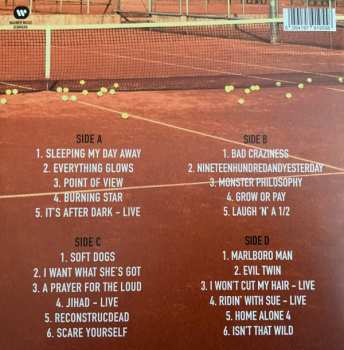 SIDE A
1. SLEEPING MY DAY AWAY
2. EVERYTHING GLOWS
3. POINT OF VIEW
4. BURNING STAR
5. IT'S AFTER DARK - LIVE
SIDE B
1. BAD CRAZINESS
2. NINETEENHUNDREDANDYESTERDAY
3. MONSTER PHILOSOPHY
4. GROW OR PAY
5. LAUGH 'N' A 1/2
SIDE C
1. SOFT DOGS
2. I WANT WHAT SHE'S GOT
3. A PRAYER FOR THE LOUD
4. JIHAD - LIVE
5. RECONSTRUCDEAD
6. SCARE YOURSELF
SIDE D
1. MARLBORO MAN
2. EVIL TWIN
3. I WON'T CUT MY HAIR - LIVE
4. RIDIN' WITH SUE - LIVE
5. HOME ALONE 4
6. ISN'T THAT WILD